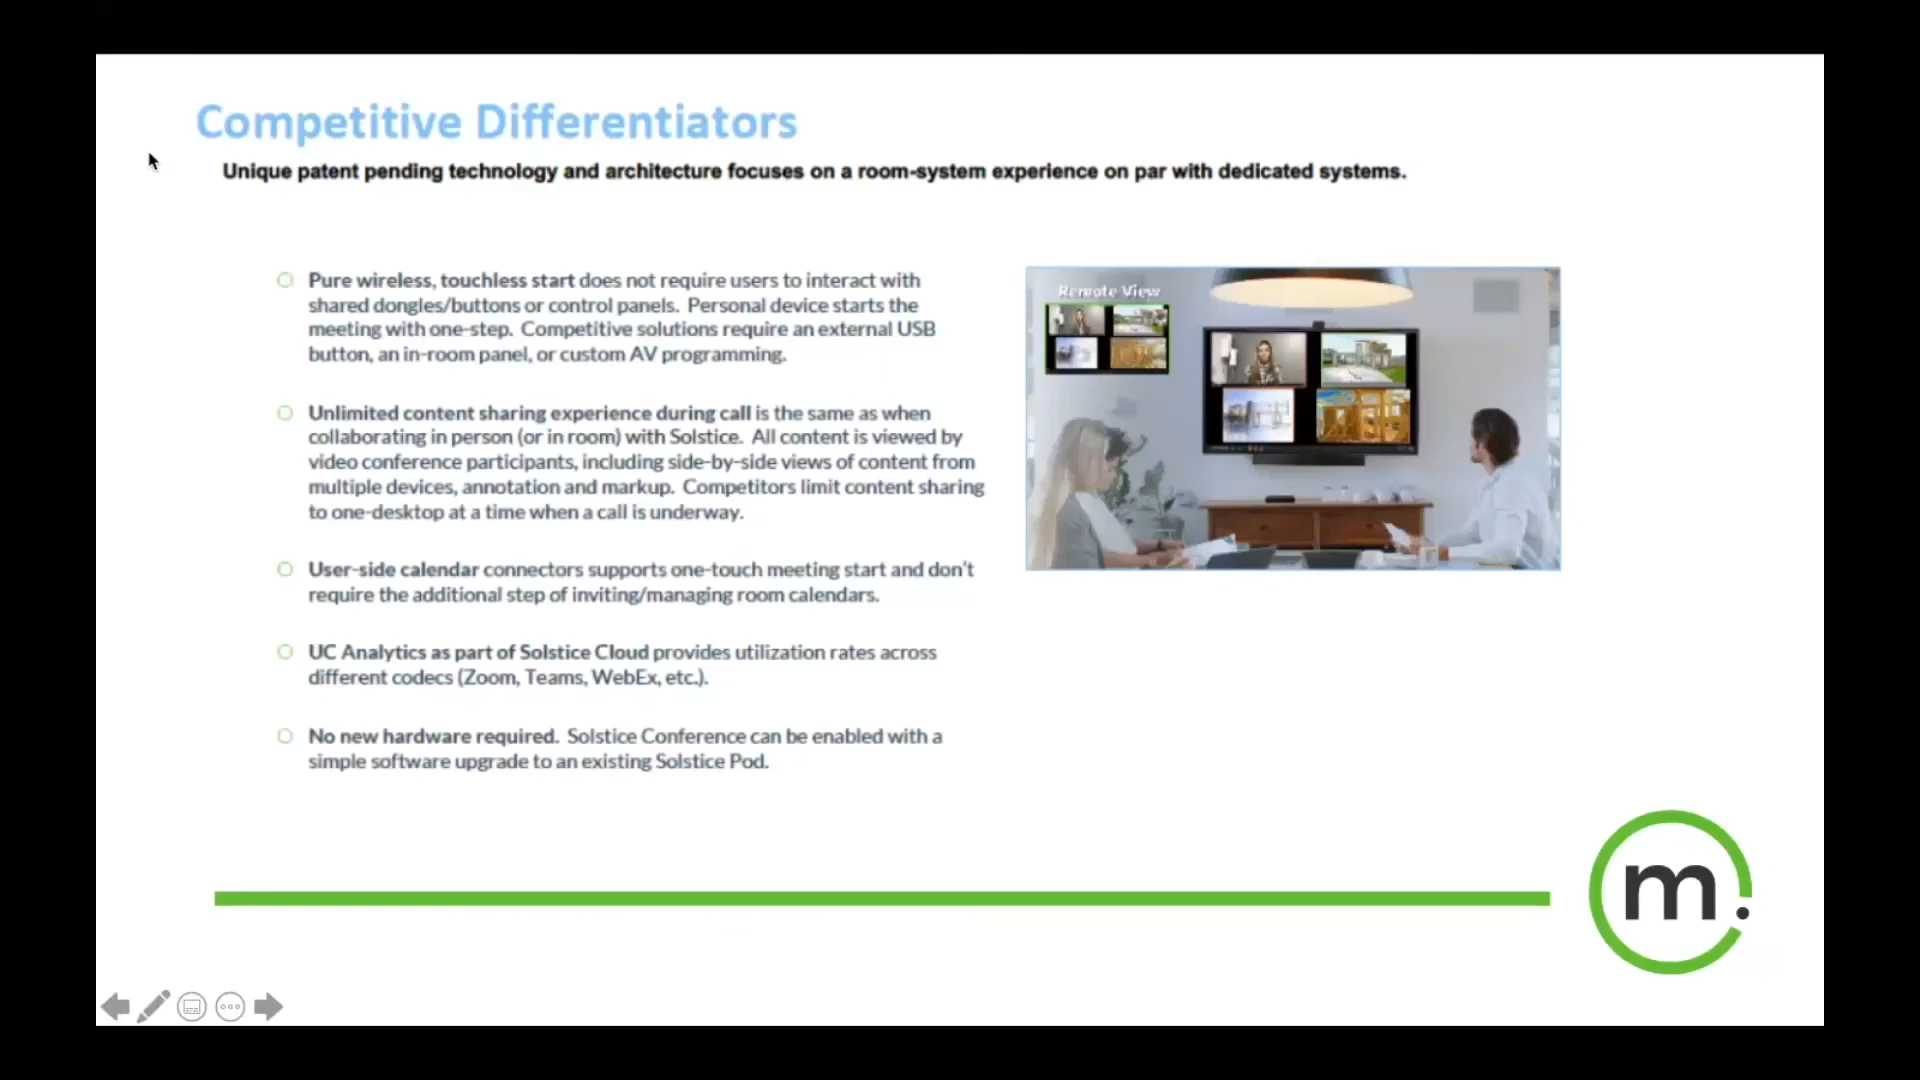 Competitive Differentiators
Unique patent pending technology and architecture focuses on a room-system experience on par with dedicated systems.
Pure wireless, touchless start does not require users to interact with
shared dongles/buttons or control panels. Personal device starts the
meeting with one-step. Competitive solutions require an external USB
button, an in-room panel, or custom AV programming.
Unlimited content sharing experience during call is the same as when
collaborating in person (or in room) with Solstice. All content is viewed by
video conference participants, including side-by-side views of content from
multiple devices, annotation and markup. Competitors limit content sharing
to one-desktop at a time when a call is underway.
User-side calendar connectors supports one-touch meeting start and don't
require the additional step of inviting/managing room calendars.
UC Analytics as part of Solstice Cloud provides utilization rates across
different codecs (Zoom, Teams, WebEx, etc.).
No new hardware required. Solstice Conference can be enabled with a
simple software upgrade to an existing Solstice Pod.
Remote View
m.